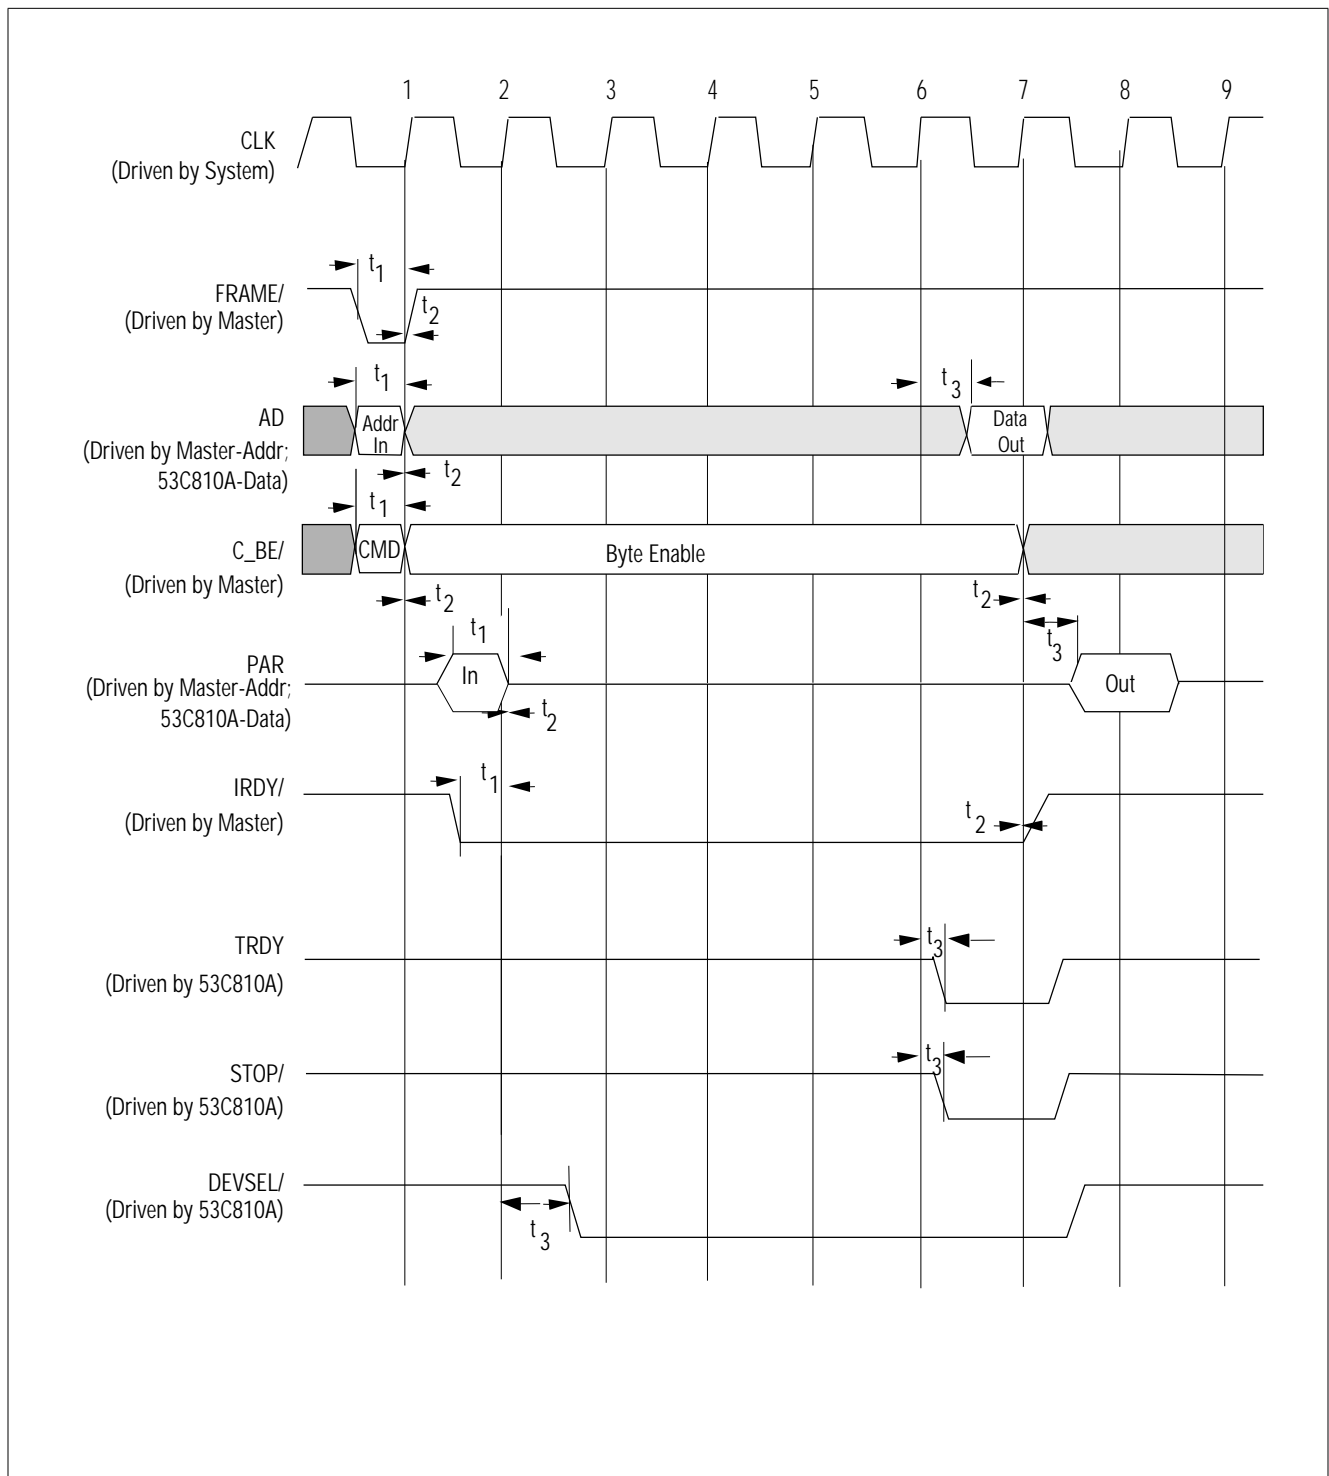 1 2 3 4 5 6 7 8 9
CLK
(Driven by System)
t1
FRAME/
(Driven by Master)
t2
t1
t3
AD
Addr
In
Data
Out
(Driven by Master-Addr;
53C810A-Data)
t2
t1
C_BE/
CMD
Byte Enable
(Driven by Master)
t2
t2
t1
t3
PAR
In
Out
(Driven by Master-Addr;
53C810A-Data)
t2
t1
IRDY/
(Driven by Master)
t2
TRDY
t3
(Driven by 53C810A)
t3
STOP/
(Driven by 53C810A)
DEVSEL/
(Driven by 53C810A)
t3